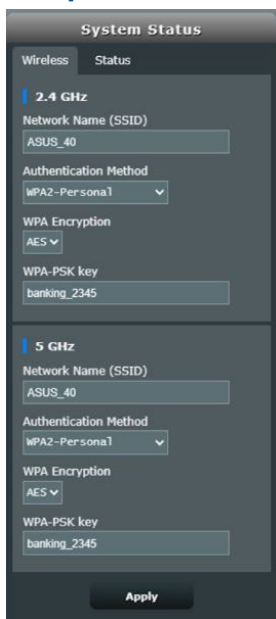 System Status
Wireless Status
2.4 GHz
Network Name (SSID)
ASUS_40
Authentication Method
WPA2-Personal
WPA Encryption
AES
WPA-PSK key
banking_2345
5 GHz
Network Name (SSID)
ASUS_40
Authentication Method
WPA2-Personal
WPA Encryption
AES
WPA-PSK key
banking_2345
Apply